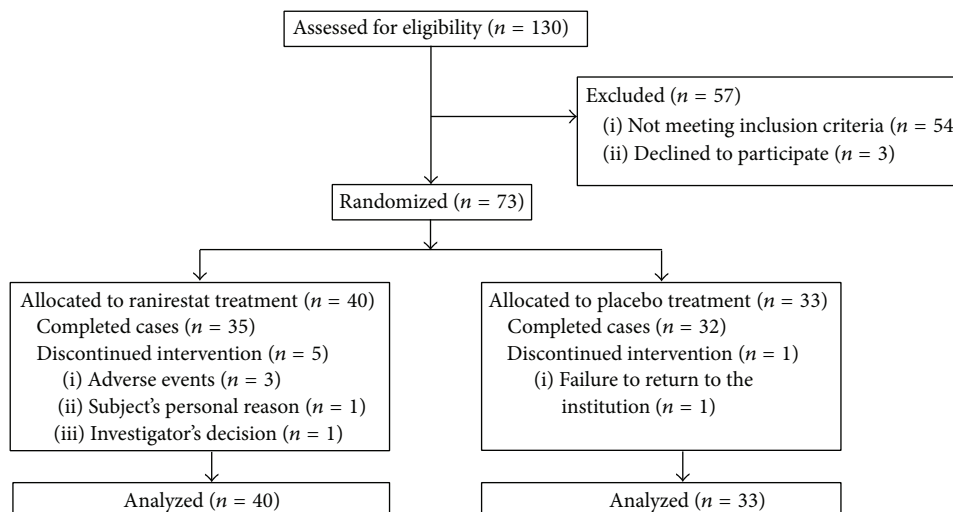 Assessed for eligibility (n = 130)
Excluded (n = 57)
(i) Not meeting inclusion criteria (n = 54
(ii) Declined to participate (n = 3)
Randomized (n = 73)
Allocated to ranirestat treatment (n = 40)
Completed cases (n = 35)
Discontinued intervention (n = 5)
(i) Adverse events (n = 3)
(ii) Subject's personal reason (n = 1)
(iii) Investigator's decision (n = 1)
Allocated to placebo treatment (n = 33)
Completed cases (n = 32)
Discontinued intervention (n = 1)
(i) Failure to return to the
institution (n = 1)
Analyzed (n = 40)
Analyzed (n = 33)